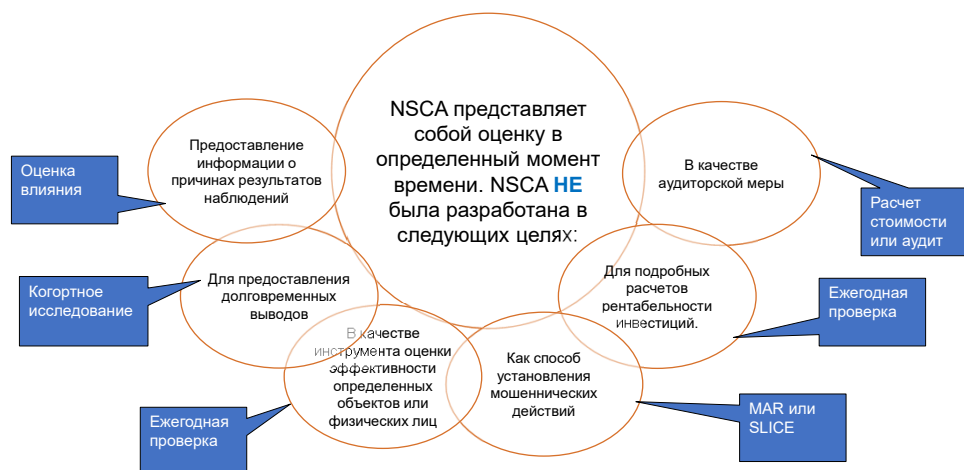 NSCA представляет
собой оценку в
определенный момент
времени. NSCA НЕ
была разработана в
следующих целях:
Предоставление
информации о
причинах результатов
наблюдений
Оценка
влияния
В качестве
аудиторской меры
Расчет
стоимости
или аудит
Для предоставления
долговременных
выводов
Когортное
исследование
Для подробных
расчетов
рентабельности
инвестиций.
Ежегодная
проверка
В качестве
инструмента оценки
эффективности
определенных
объектов или
физических лиц
Ежегодная
проверка
Как способ
установления
мошеннических
действий
MAR или
SLICE